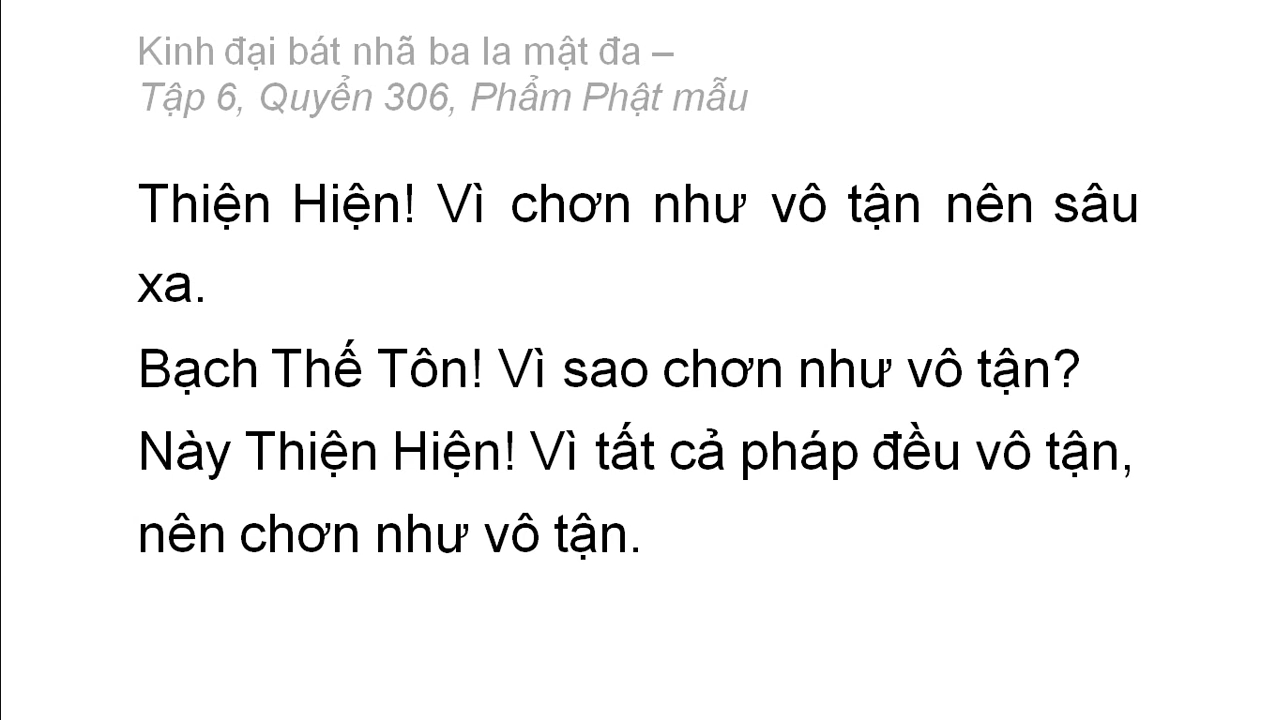 Kinh đại bát nhã ba la mật đa –
Tập 6, Quyển 306, Phẩm Phật mẫu
Thiện Hiện! Vì chơn như vô tận nên sâu
xa.
Bạch Thế Tôn! Vì sao chơn như vô tận?
Này Thiện Hiện! Vì tất cả pháp đều vô tận,
nên chơn như vô tận.